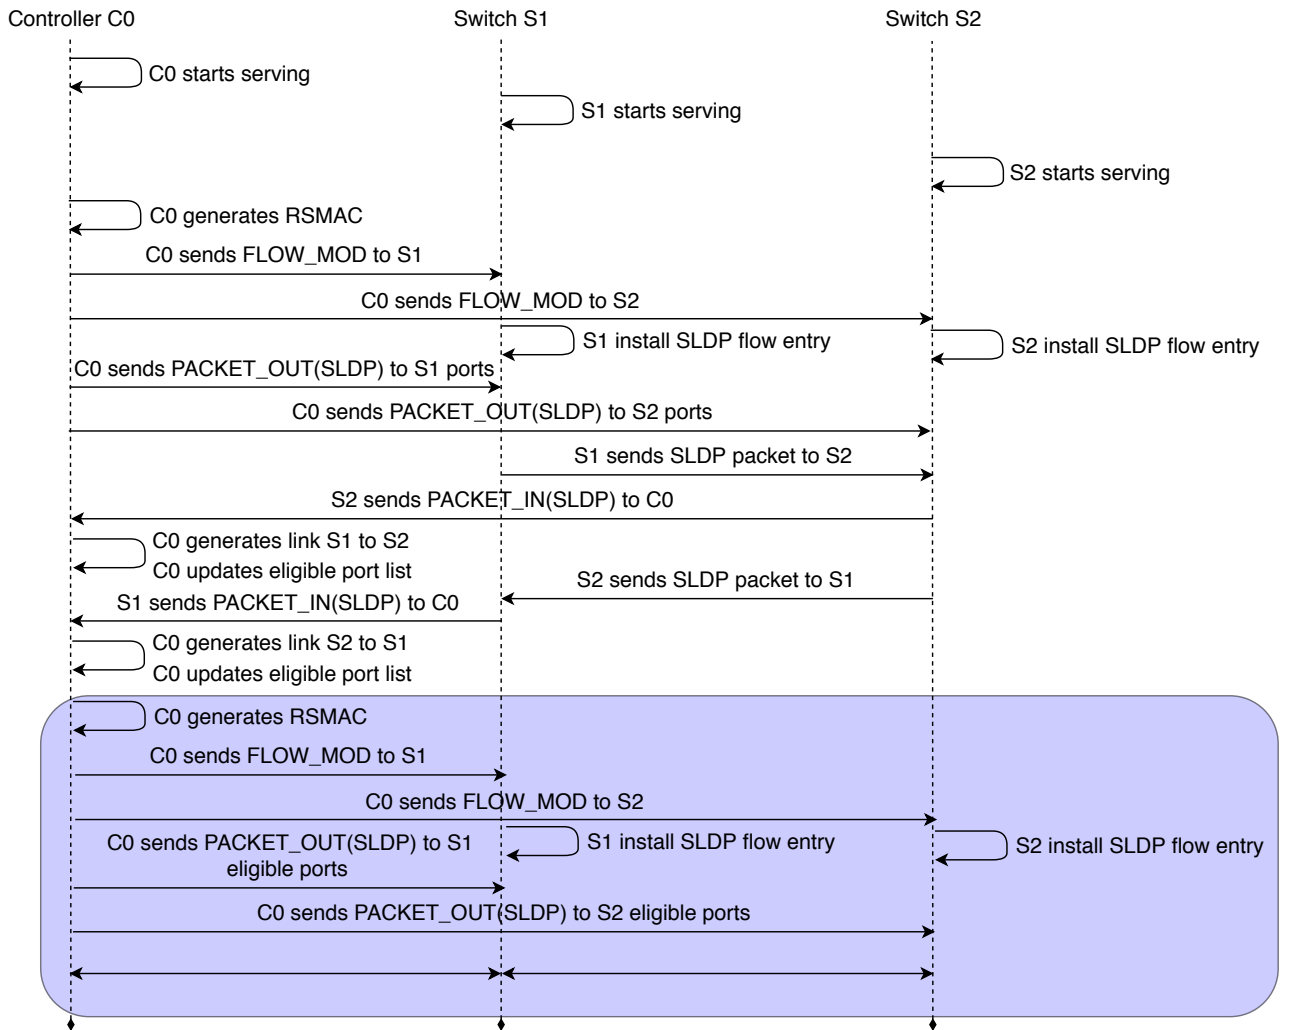 Controller C0
Switch S1
Switch S2
C0 starts serving
S1 starts serving
S2 starts serving
C0 generates RSMAC
C0 sends FLOW_MOD to S1
C0 sends FLOW_MOD to S2
S1 install SLDP flow entry
S2 install SLDP flow entry
C0 sends PACKET_OUT(SLDP) to S1 ports
C0 sends PACKET_OUT(SLDP) to S2 ports
S1 sends SLDP packet to S2
S2 sends PACKET_IN(SLDP) to C0
C0 generates link S1 to S2
C0 updates eligible port list
S2 sends SLDP packet to S1
S1 sends PACKET_IN(SLDP) to C0
C0 generates link S2 to S1
C0 updates eligible port list
C0 generates RSMAC
C0 sends FLOW_MOD to S1
C0 sends FLOW_MOD to S2
C0 sends PACKET_OUT(SLDP) to S1
eligible ports
S1 install SLDP flow entry
S2 install SLDP flow entry
C0 sends PACKET_OUT(SLDP) to S2 eligible ports